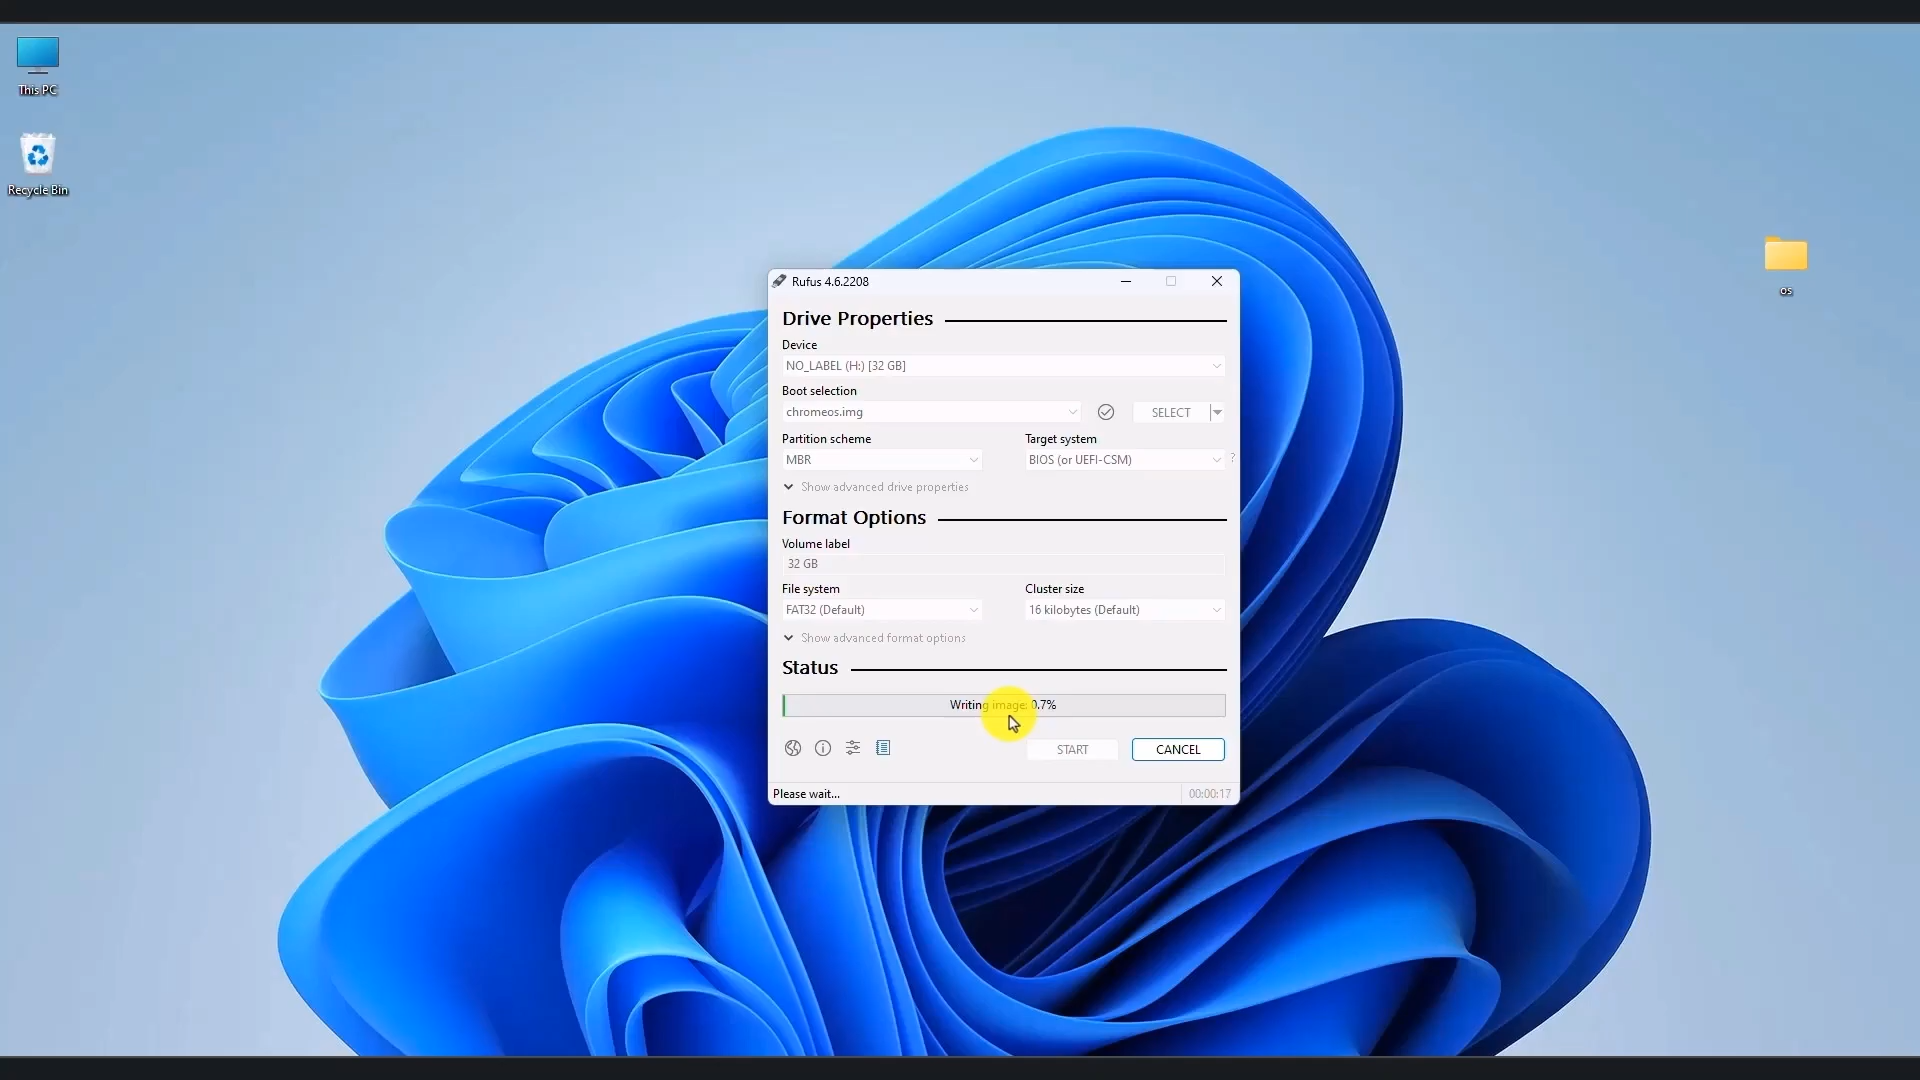 This PC
Recycle Bin
os
Rufus 4.6.2208
Drive Properties
Device
NO_LABEL (H:) [32 GB]
Boot selection
chromeos.img
SELECT
Partition scheme
Target system
MBR
BIOS (or UEFI-CSM)
?
Show advanced drive properties
Format Options
Volume label
32 GB
File system
Cluster size
FAT32 (Default)
16 kilobytes (Default)
Show advanced format options
Status
Writing image: 0.7%
START
CANCEL
Please wait...
00:00:17